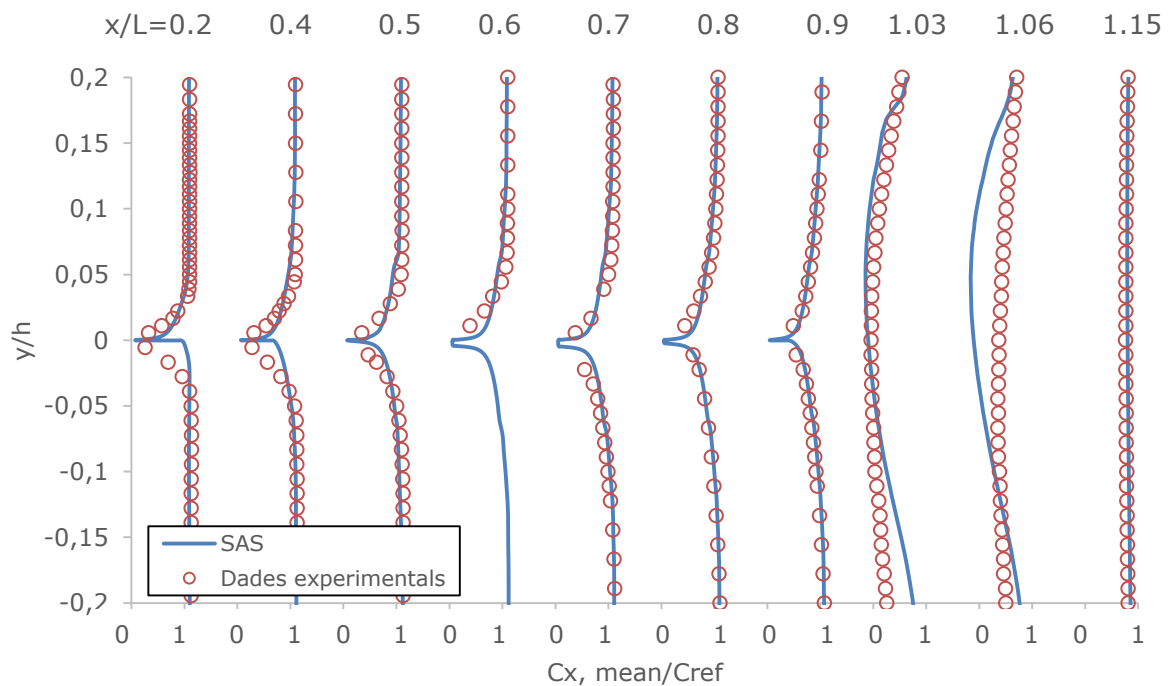 x/L=0.2 0.4 0.5 0.6 0.7 0.8 0.9 1.03 1.06 1.15
0,2
0,15
0,1
0,05
0
-0,05
-0,1
-0,15
-0,2
y/h
SAS
Dades experimentals
0 1 0 1 0 1 0 1 0 1 0 1 0 1 0 1 0 1 0 1
Cx, mean/Cref